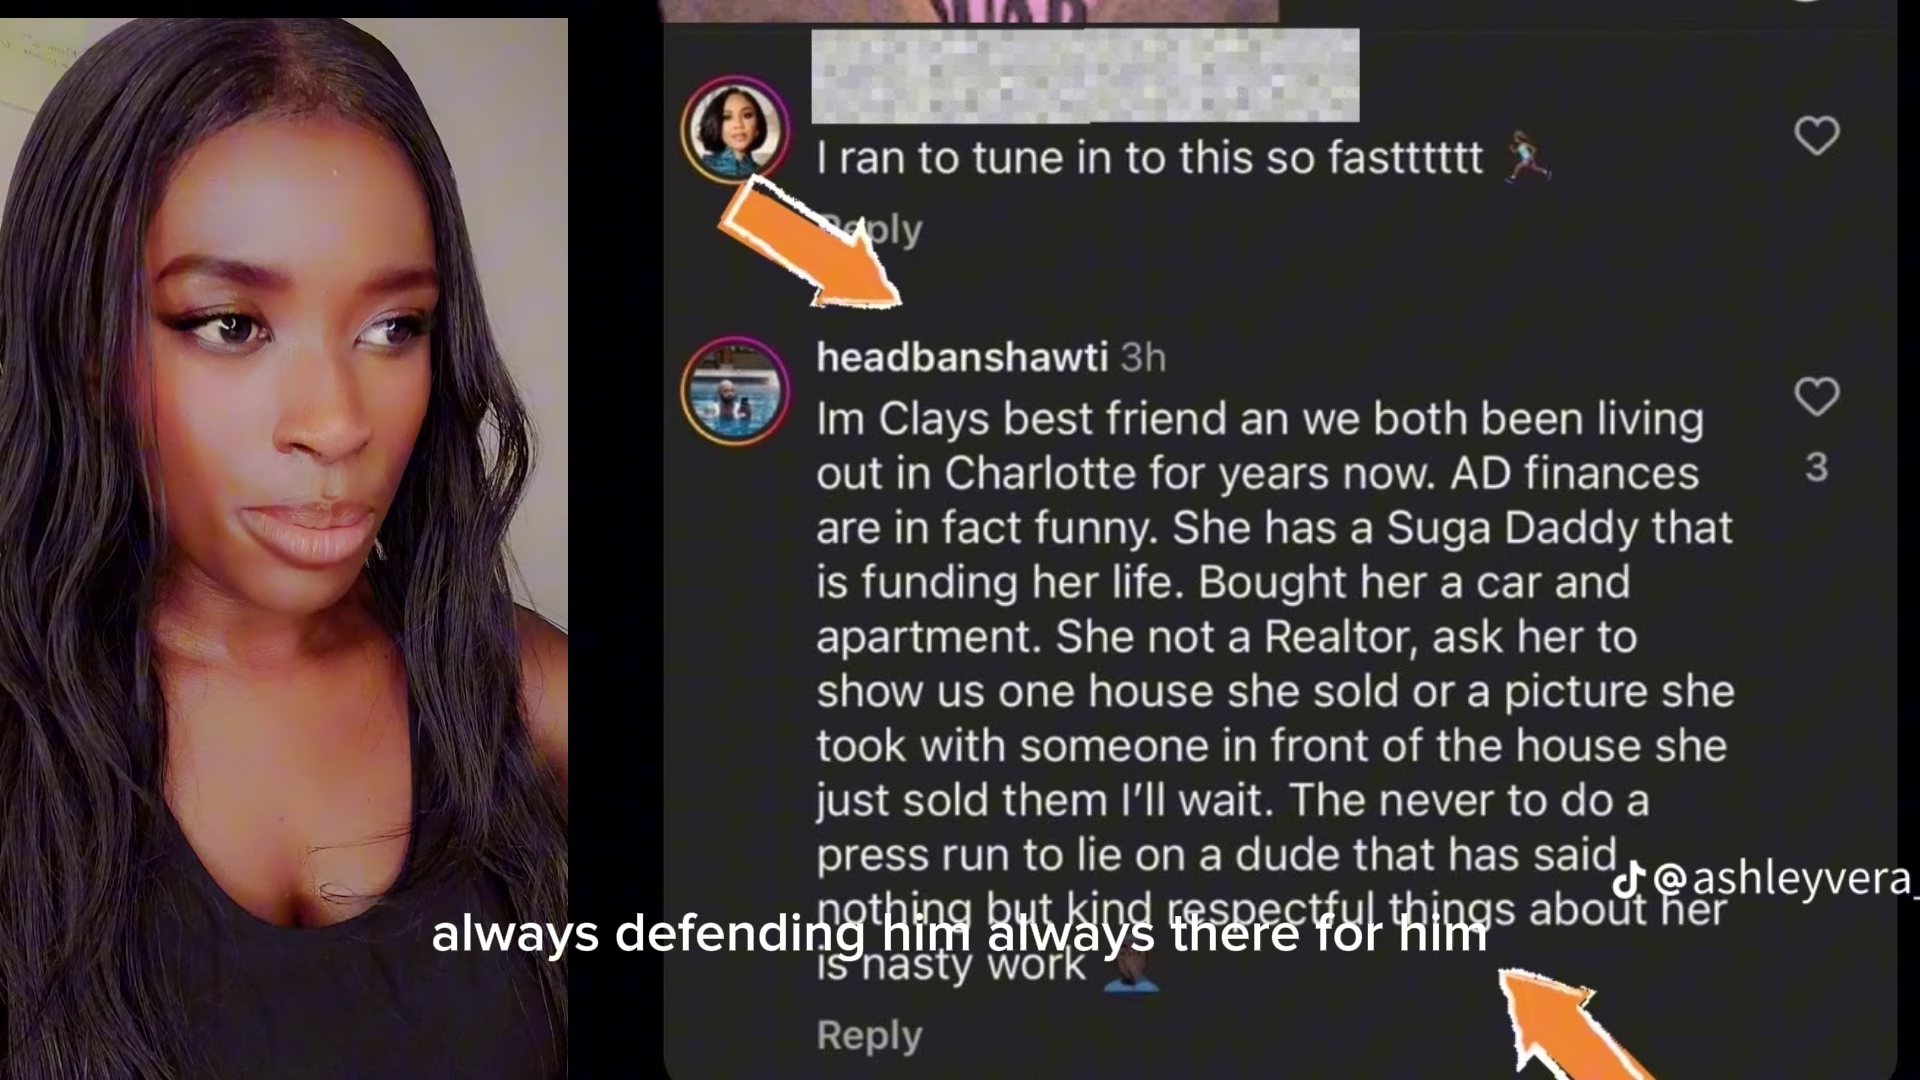 I ran to tune in to this so fasttttttt
Reply
headbanshawti 3h
Im Clays best friend an we both been living
out in Charlotte for years now. AD finances
are in fact funny. She has a Suga Daddy that
is funding her life. Bought her a car and
apartment. She not a Realtor, ask her to
show us one house she sold or a picture she
took with someone in front of the house she
just sold them I'll wait. The never to do a
press run to lie on a dude that has said
nothing but kind respectful things about her
is nasty work
3
Reply
@ashleyvera_
always defending him always there for him